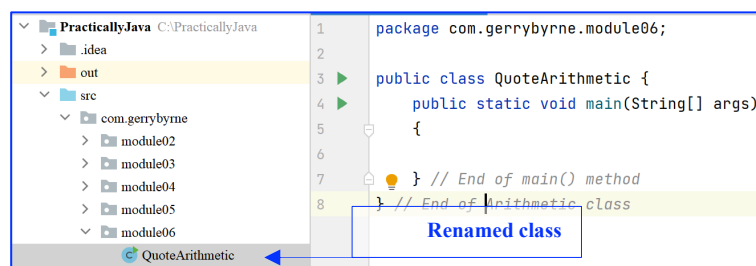 PracticallyJava C:\PracticallyJava
.idea
out
src
com.gerrybyrne
module02
module03
module04
module05
module06
QuoteArithmetic
1 package com.gerrybyrne.module06;
2
3 public class QuoteArithmetic {
4 public static void main(String[] args)
5 {
6
7 } // End of main() method
8 } // End of Arithmetic class
Renamed class